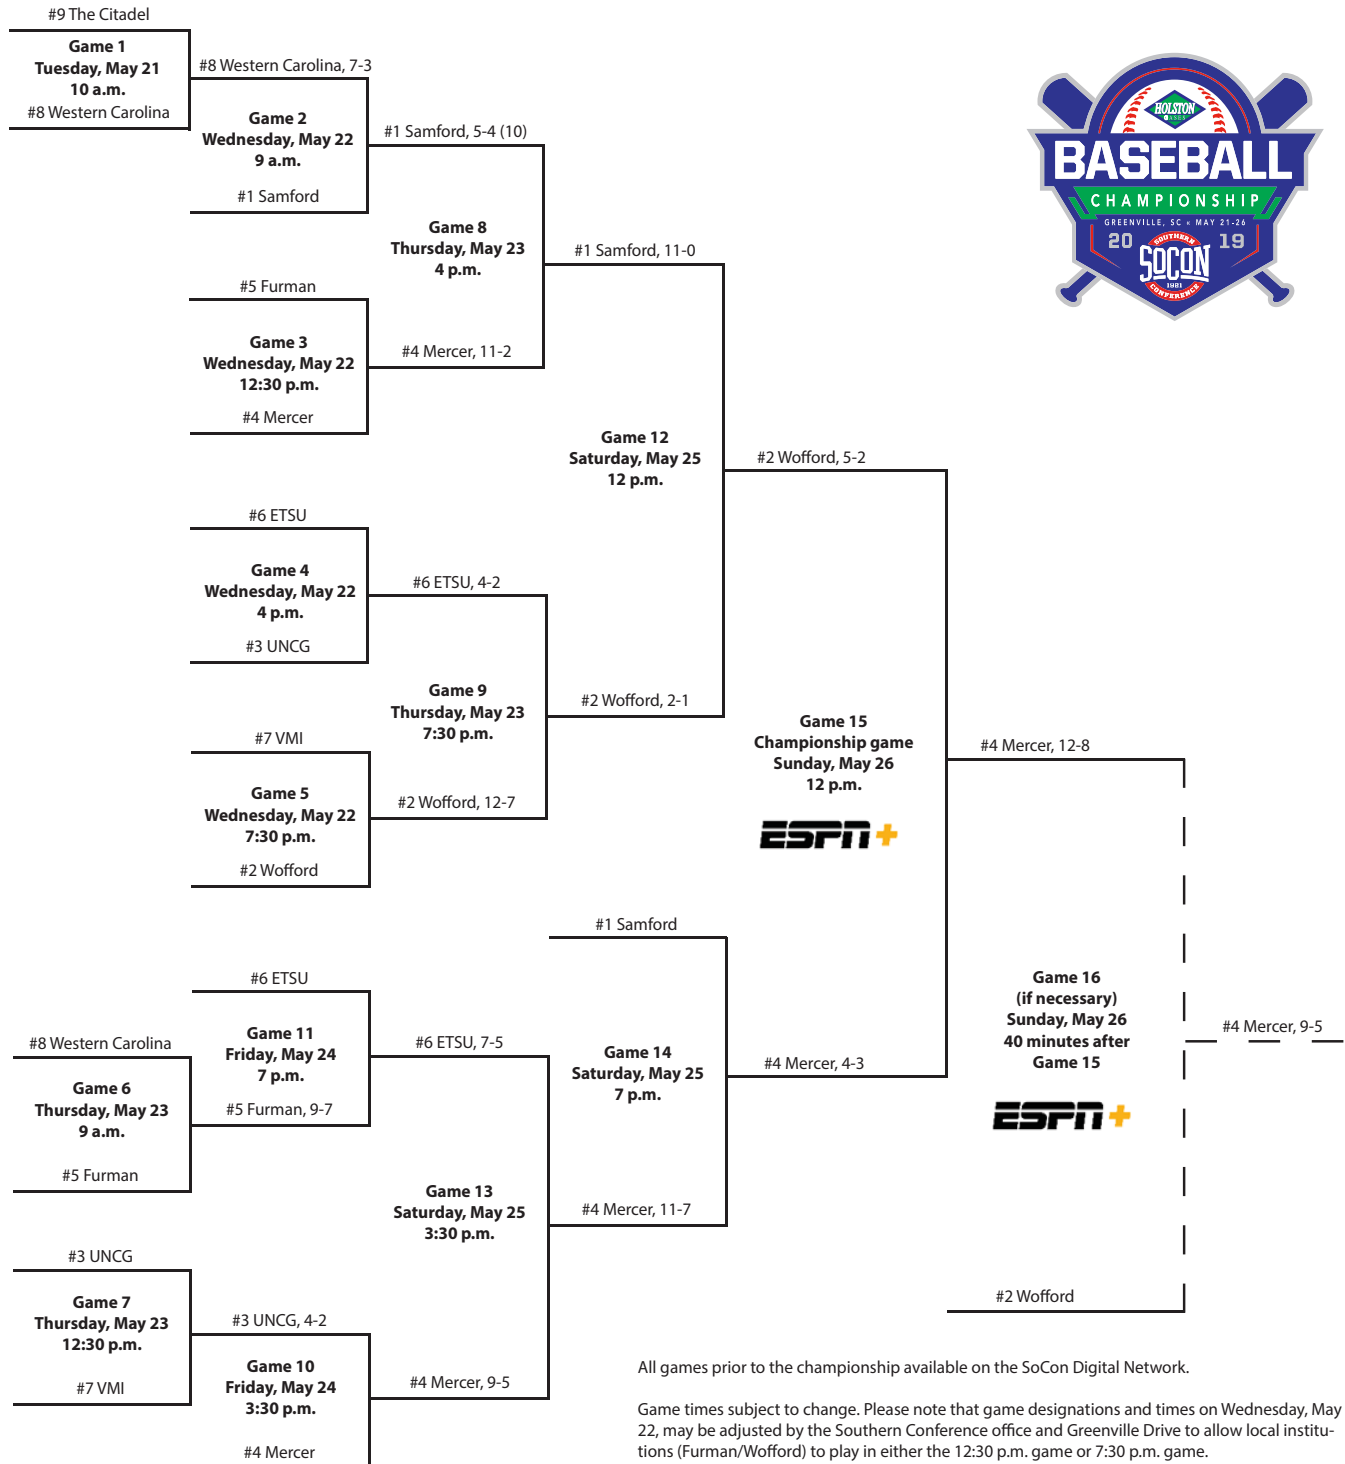 #9 The Citadel
Game 1
Tuesday, May 21
10 a.m.
#8 Western Carolina
#8 Western Carolina, 7-3
Game 2
Wednesday, May 22
9 a.m.
#1 Samford
#1 Samford, 5-4 (10)
Game 8
Thursday, May 23
4 p.m.
#5 Furman
Game 3
Wednesday, May 22
12:30 p.m.
#4 Mercer
#4 Mercer, 11-2
#1 Samford, 11-0
Game 12
Saturday, May 25
12 p.m.
#2 Wofford, 5-2
#6 ETSU
Game 4
Wednesday, May 22
4 p.m.
#3 UNCG
#6 ETSU, 4-2
Game 9
Thursday, May 23
7:30 p.m.
#2 Wofford, 2-1
#7 VMI
Game 5
Wednesday, May 22
7:30 p.m.
#2 Wofford
#2 Wofford, 12-7
Game 15
Championship game
Sunday, May 26
12 p.m.
ESPN+
#4 Mercer, 12-8
HOLSTON
GASES
BASEBALL
CHAMPIONSHIP
GREENVILLE, SC • MAY 21-26
20 19
SOUTHERN
SOCON
1921
CONFERENCE
#1 Samford
#6 ETSU
#8 Western Carolina
Game 6
Thursday, May 23
9 a.m.
#5 Furman
Game 11
Friday, May 24
7 p.m.
#5 Furman, 9-7
#6 ETSU, 7-5
Game 14
Saturday, May 25
7 p.m.
#4 Mercer, 4-3
Game 13
Saturday, May 25
3:30 p.m.
#4 Mercer, 11-7
Game 16
(if necessary)
Sunday, May 26
40 minutes after
Game 15
ESPN+
#4 Mercer, 9-5
#2 Wofford
#3 UNCG
Game 7
Thursday, May 23
12:30 p.m.
#7 VMI
#3 UNCG, 4-2
Game 10
Friday, May 24
3:30 p.m.
#4 Mercer
#4 Mercer, 9-5
All games prior to the championship available on the SoCon Digital Network.
Game times subject to change. Please note that game designations and times on Wednesday, May
22, may be adjusted by the Southern Conference office and Greenville Drive to allow local institu-
tions (Furman/Wofford) to play in either the 12:30 p.m. game or 7:30 p.m. game.